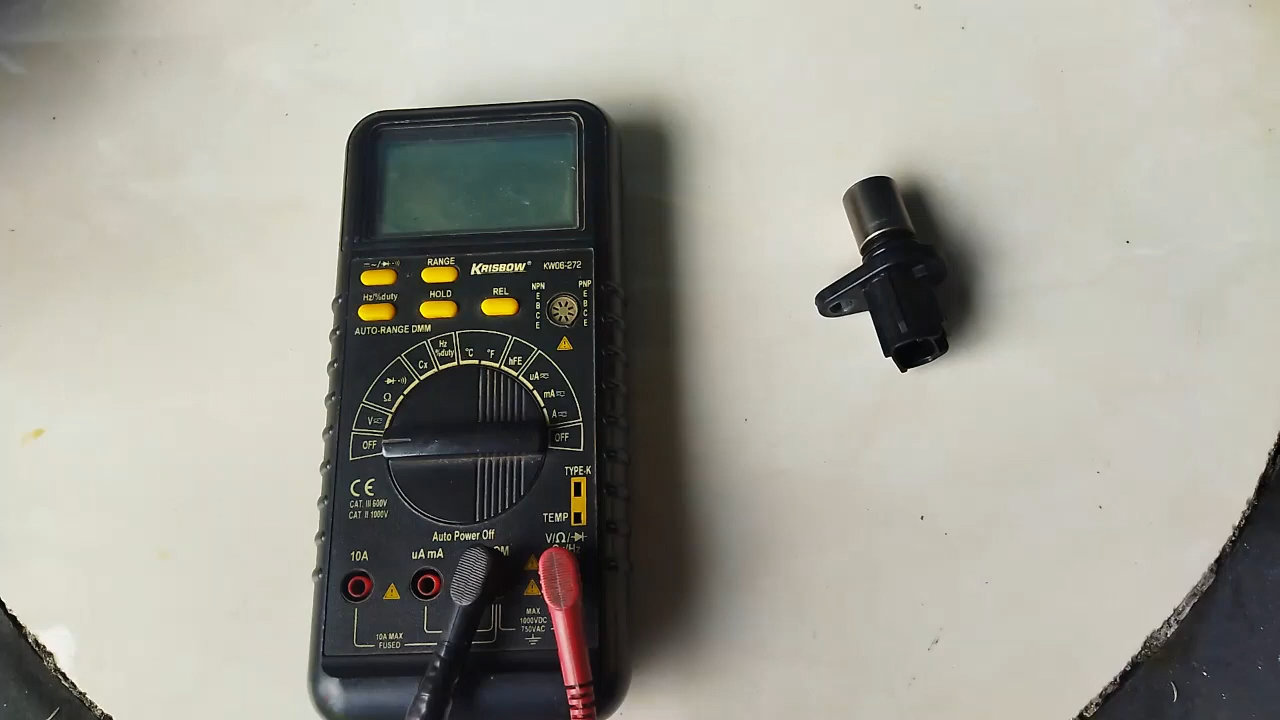 RANGE
KRISBOW® KW06-272
Hz/%duty HOLD REL
AUTO-RANGE DMM
NPN
E
B
C
E
PNP
E
B
C
E
Hz
%duty
°C
°F
Cx
hFE
Ω
uA
mA
V
A
OFF
OFF
CE
CAT. III 600V
CAT. II 1000V
TYPE-K
TEMP
Auto Power Off
V/Ω/
10A
uA mA
10A MAX
FUSED
MAX
1000VDC
750VAC